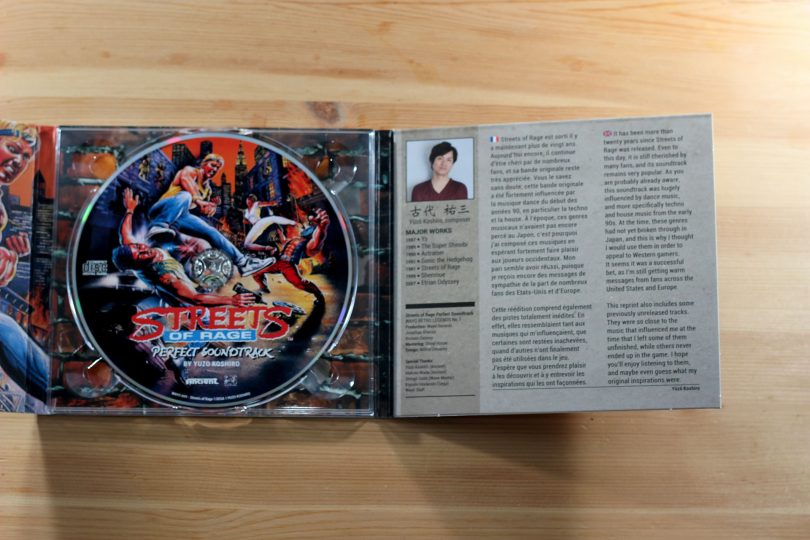 STREETS
OF RAGE
PERFECT SOUNDTRACK
BY YUZO KOSHIRO
ancient
古代 祐三
Yuzo Koshiro, composer
MAJOR WORKS
• Ys
• The Super Shinobi
• Actraiser
• Sonic the Hedgehog
• Streets of Rage
• Shenmue
• Etrian Odyssey
Streets of Rage Perfect Soundtrack
Special Thanks
Streets of Rage est sorti il y
a maintenant plus de vingt ans.
Aujourd'hui encore, il continue
d'être chéri par de nombreux
fans, et sa bande originale reste
très appréciée. Vous le savez
sans doute, cette bande originale
a été fortement influencée par
la musique dance du début des
années 90, en particulier la techno
et la house. À l'époque, ces genres
musicaux n'avaient pas encore
percé au Japon, c'est pourquoi
j'ai composé ces musiques en
espérant fortement faire plaisir
aux joueurs occidentaux. Mon
pari semble avoir réussi, puisque
je reçois encore des messages de
sympathie de la part de nombreux
fans des Etats-Unis et d'Europe.
Cette réédition comprend également
des pistes totalement inédites. En
effet, elles ressemblaient tant aux
musiques qui m'influençaient, que
certaines sont restées inachevées,
quand d'autres n'ont finalement
pas été utilisées dans le jeu.
J'espère que vous prendrez plaisir
à les découvrir et à y entrevoir les
inspirations qui les ont façonnées.
It has been more than
twenty years since Streets of
Rage was released. Even to
this day, it is still cherished by
many fans, and its soundtrack
remains very popular. As you
are probably already aware,
this soundtrack was hugely
influenced by dance music,
and more specifically techno
and house music from the early
90s. At the time, these genres
had not yet broken through in
Japan, and this is why I thought
I would use them in order to
appeal to Western gamers.
It seems it was a successful
bet, as I'm still getting warm
messages from fans across the
United States and Europe.
This reprint also includes some
previously unreleased tracks.
They were so close to the
music that influenced me at the
time that I left some of them
unfinished, while others never
ended up in the game. I hope
you'll enjoy listening to them,
and maybe even guess what my
original inspirations were.
Yuzo Koshiro